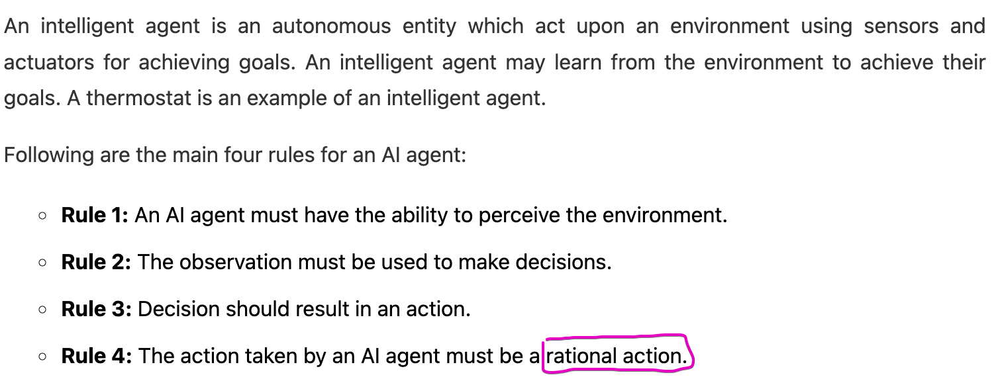 An intelligent agent is an autonomous entity which act upon an environment using sensors and
actuators for achieving goals. An intelligent agent may learn from the environment to achieve their
goals. A thermostat is an example of an intelligent agent.
Following are the main four rules for an AI agent:
○ Rule 1: An AI agent must have the ability to perceive the environment.
○ Rule 2: The observation must be used to make decisions.
○ Rule 3: Decision should result in an action.
○ Rule 4: The action taken by an AI agent must be a rational action.